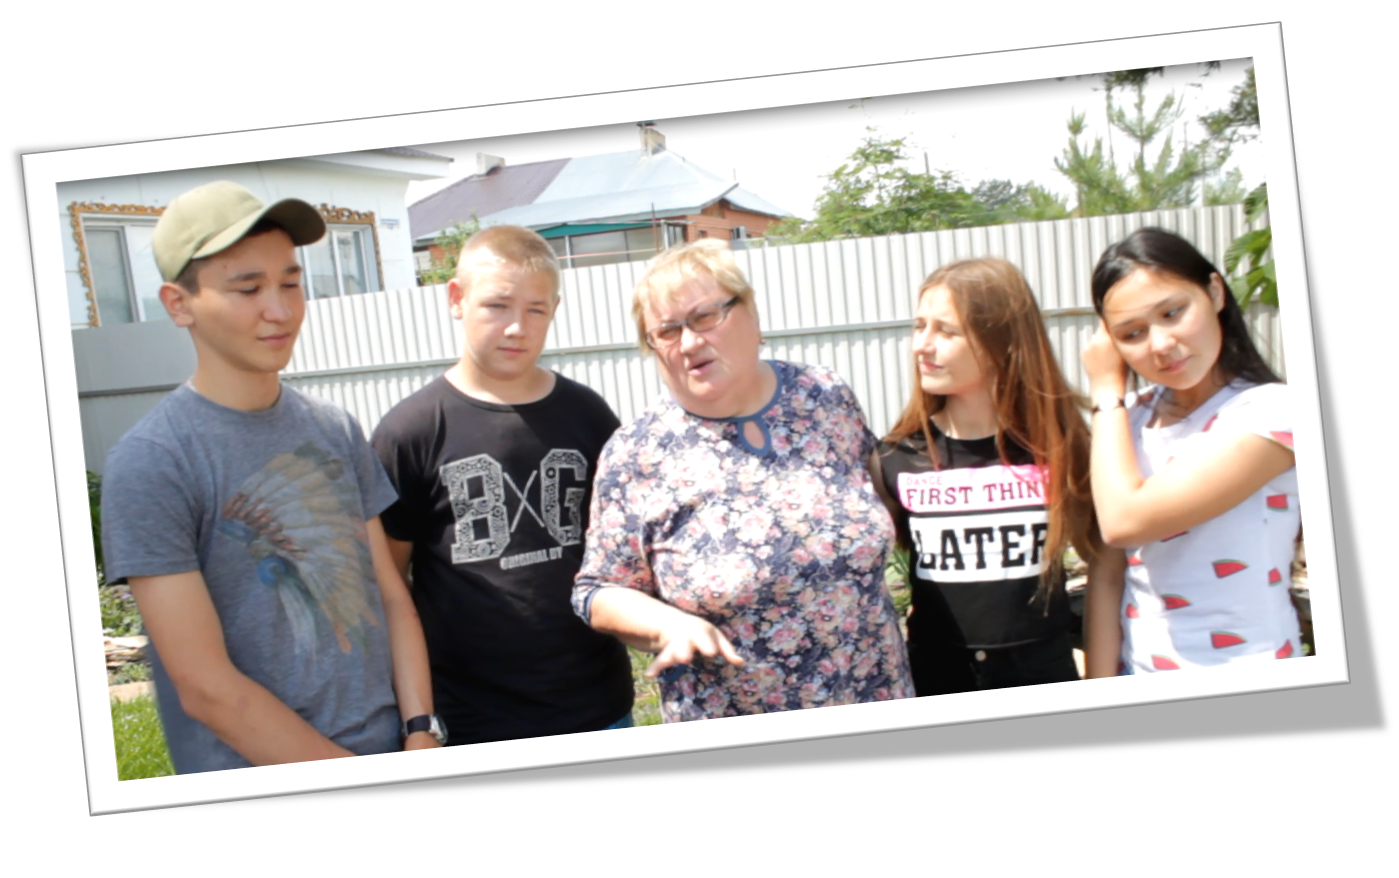 B×G
ORIGINAL BY
DANCE
FIRST THIN
LATER